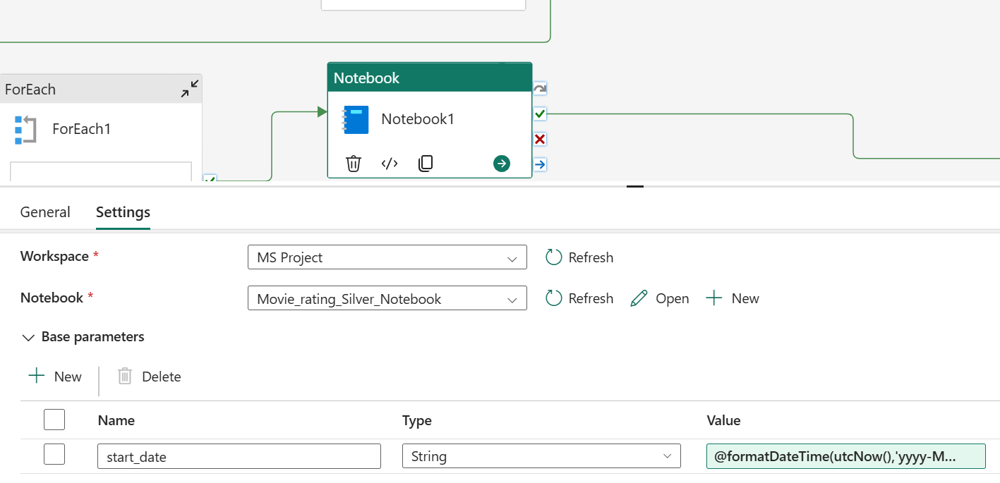 Notebook
ForEach
Notebook1
ForEach1
General
Settings
Workspace *
MS Project
Refresh
Notebook *
Movie_rating_Silver_Notebook
Refresh
Open
New
Base parameters
New
Delete
Name
Type
Value
start_date
String
@formatDateTime(utcNow(),'yyyy-M...